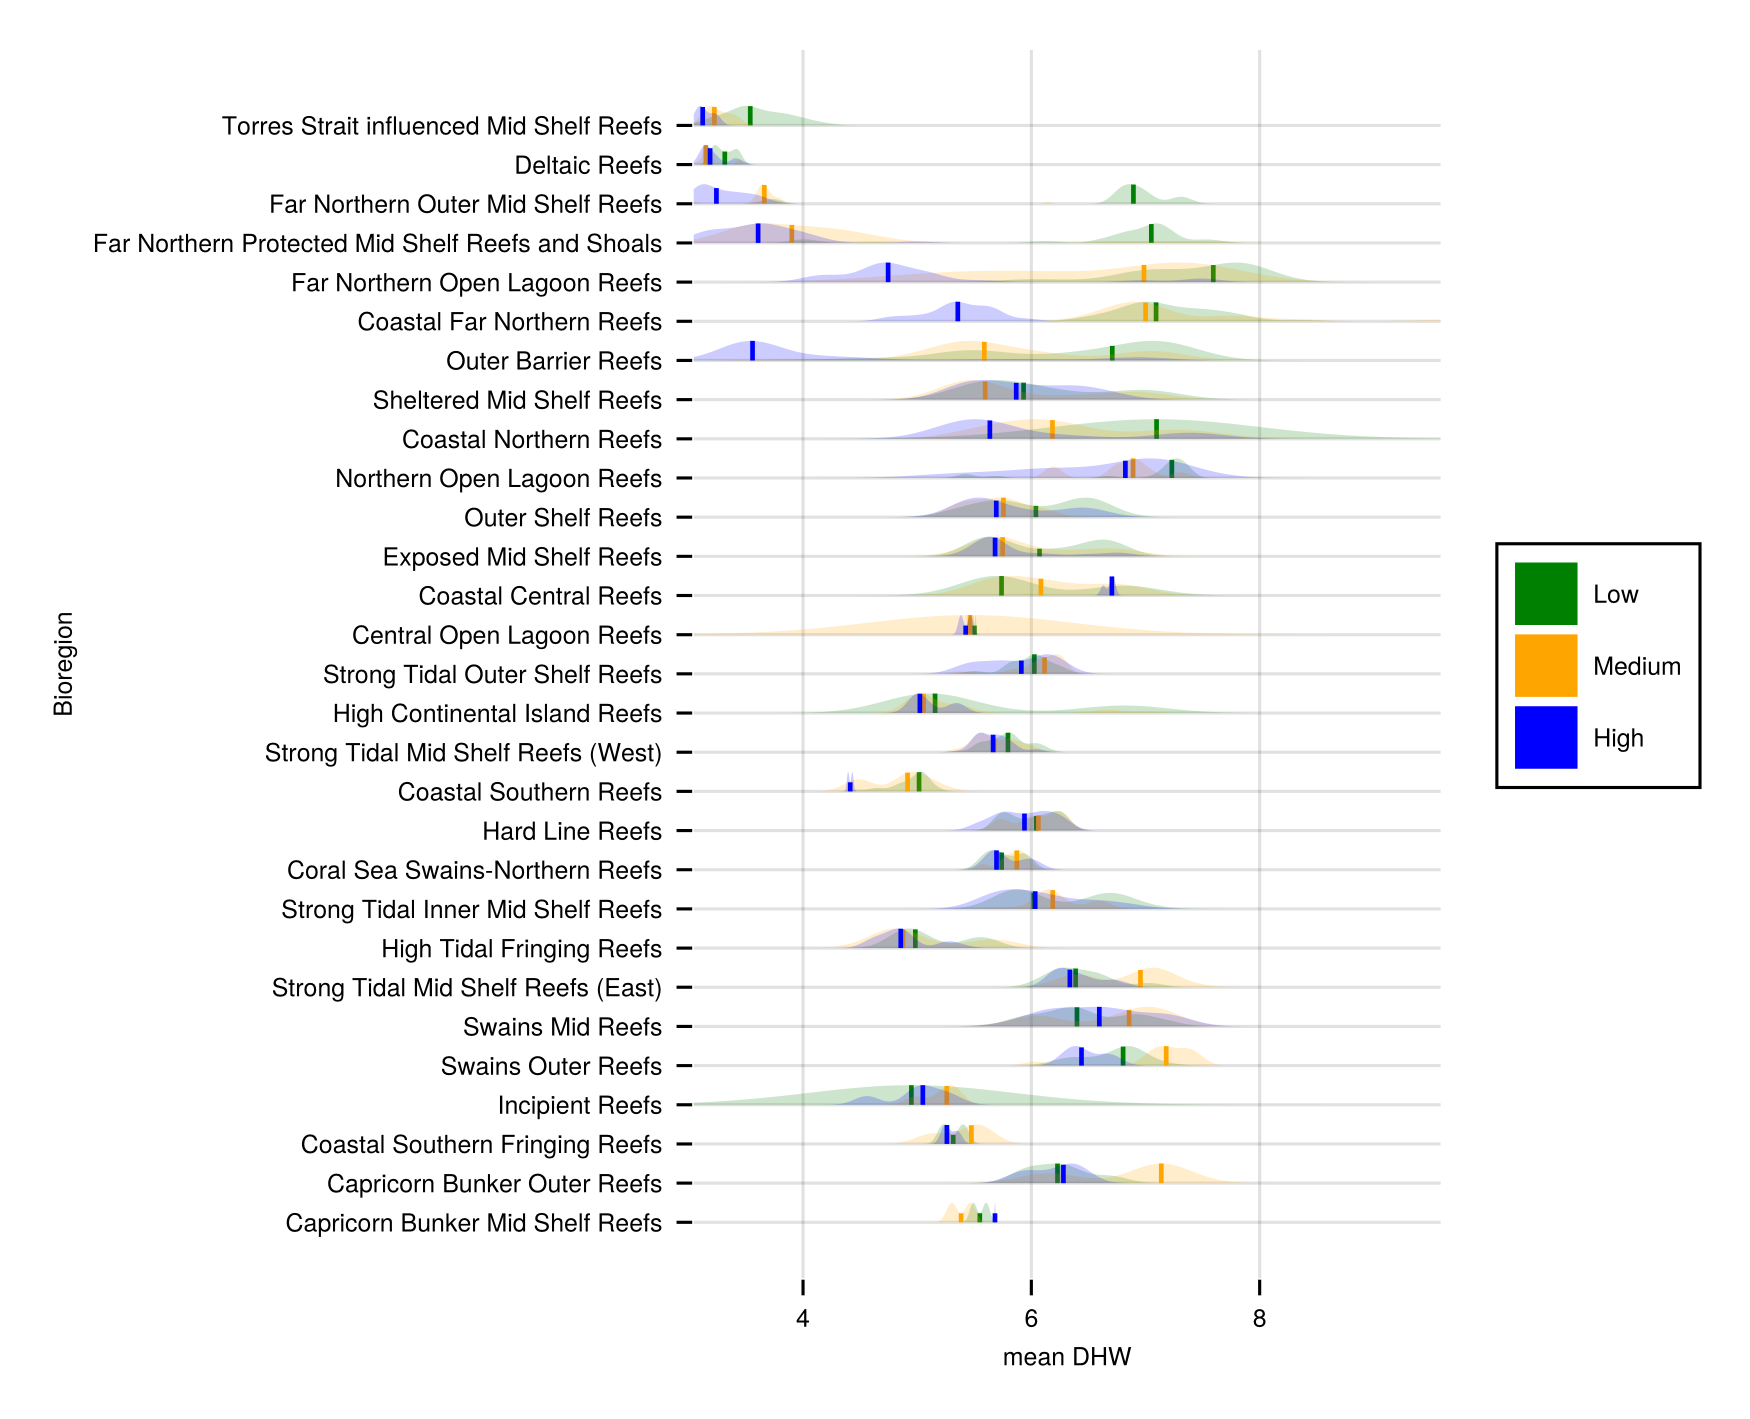 Torres Strait influenced Mid Shelf Reefs
Deltaic Reefs
Far Northern Outer Mid Shelf Reefs
Far Northern Protected Mid Shelf Reefs and Shoals
Far Northern Open Lagoon Reefs
Coastal Far Northern Reefs
Outer Barrier Reefs
Sheltered Mid Shelf Reefs
Coastal Northern Reefs
Northern Open Lagoon Reefs
Outer Shelf Reefs
Exposed Mid Shelf Reefs
Coastal Central Reefs
Central Open Lagoon Reefs
Strong Tidal Outer Shelf Reefs
High Continental Island Reefs
Strong Tidal Mid Shelf Reefs (West)
Coastal Southern Reefs
Hard Line Reefs
Coral Sea Swains-Northern Reefs
Strong Tidal Inner Mid Shelf Reefs
High Tidal Fringing Reefs
Strong Tidal Mid Shelf Reefs (East)
Swains Mid Reefs
Swains Outer Reefs
Incipient Reefs
Coastal Southern Fringing Reefs
Capricorn Bunker Outer Reefs
Capricorn Bunker Mid Shelf Reefs
Bioregion
4 6 8
mean DHW
Low
Medium
High